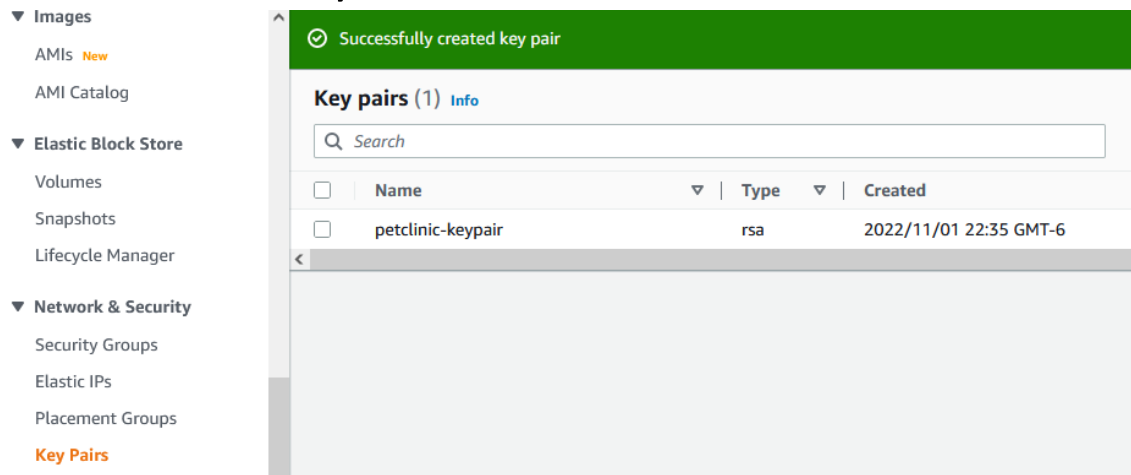 Images
AMIs New
AMI Catalog
Elastic Block Store
Volumes
Snapshots
Lifecycle Manager
Network & Security
Security Groups
Elastic IPs
Placement Groups
Key Pairs
Successfully created key pair
Key pairs (1) Info
Search
Name Type Created
petclinic-keypair rsa 2022/11/01 22:35 GMT-6